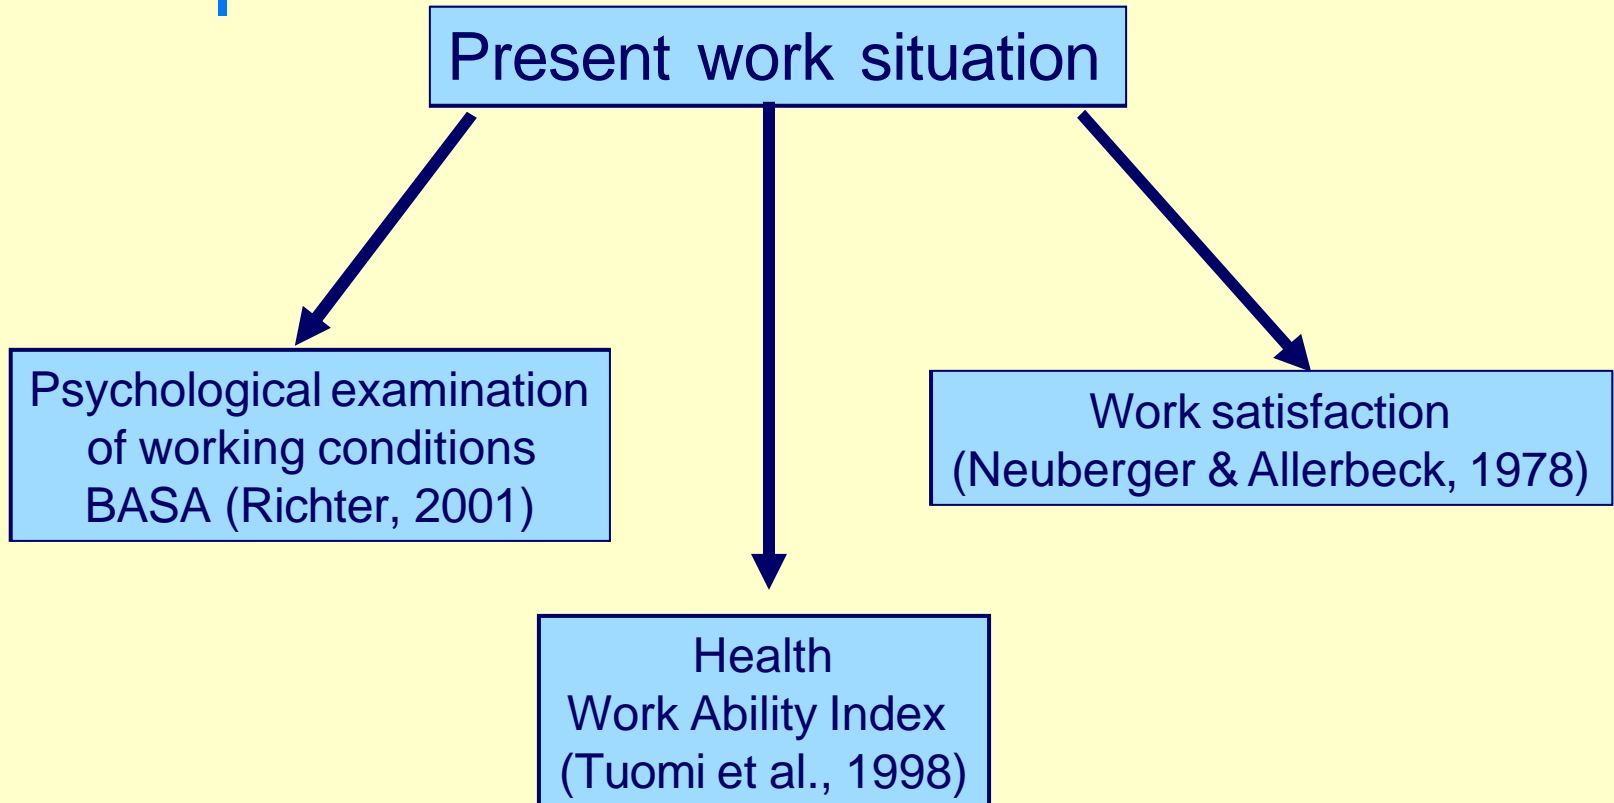 Present work situation
Psychological examination
of working conditions
BASA (Richter, 2001)
Work satisfaction
(Neuberger & Allerbeck, 1978)
Health
Work Ability Index
(Tuomi et al., 1998)